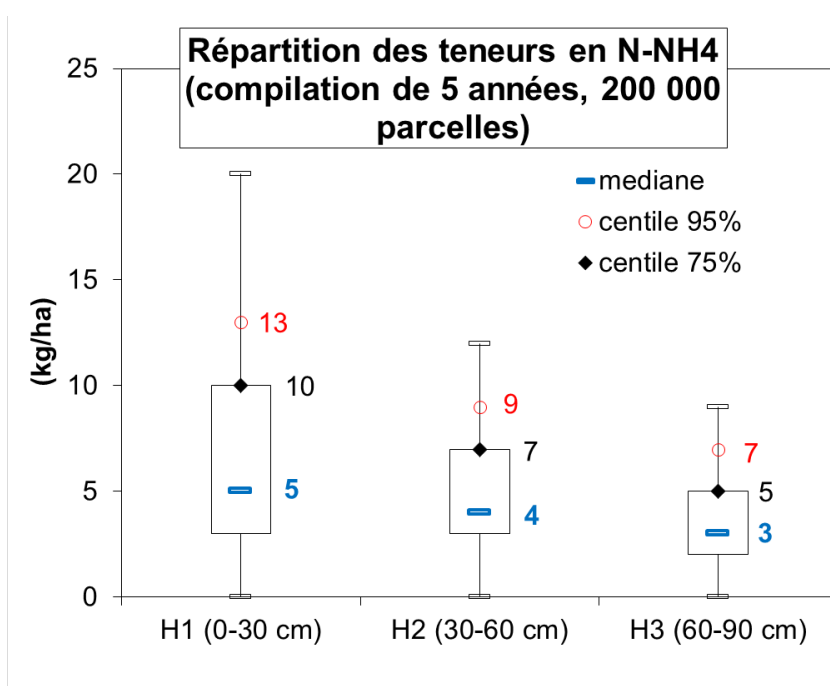 Répartition des teneurs en N-NH4
(compilation de 5 années, 200 000
parcelles)
25
20
15
10
5
0
(kg/ha)
mediane
centile 95%
centile 75%
13
10
5
9
7
4
7
5
3
H1 (0-30 cm)
H2 (30-60 cm)
H3 (60-90 cm)